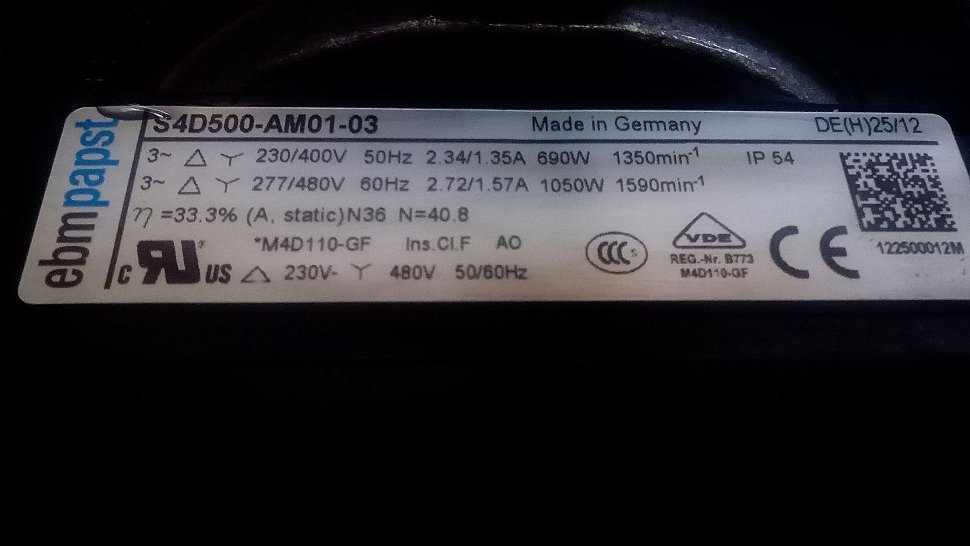 ebmpapst
S4D500-AM01-03 Made in Germany DE(H)25/12
3~ △ Y 230/400V 50Hz 2.34/1.35A 690W 1350min-1 IP 54
3~ △ Y 277/480V 60Hz 2.72/1.57A 1050W 1590min-1
η =33.3% (A, static)N36 N=40.8
*M4D110-GF Ins.Cl.F AO
c RU US △ 230V- Y 480V 50/60Hz
CCC
VDE
REG.-Nr. B773
M4D110-GF
CE
122500012M